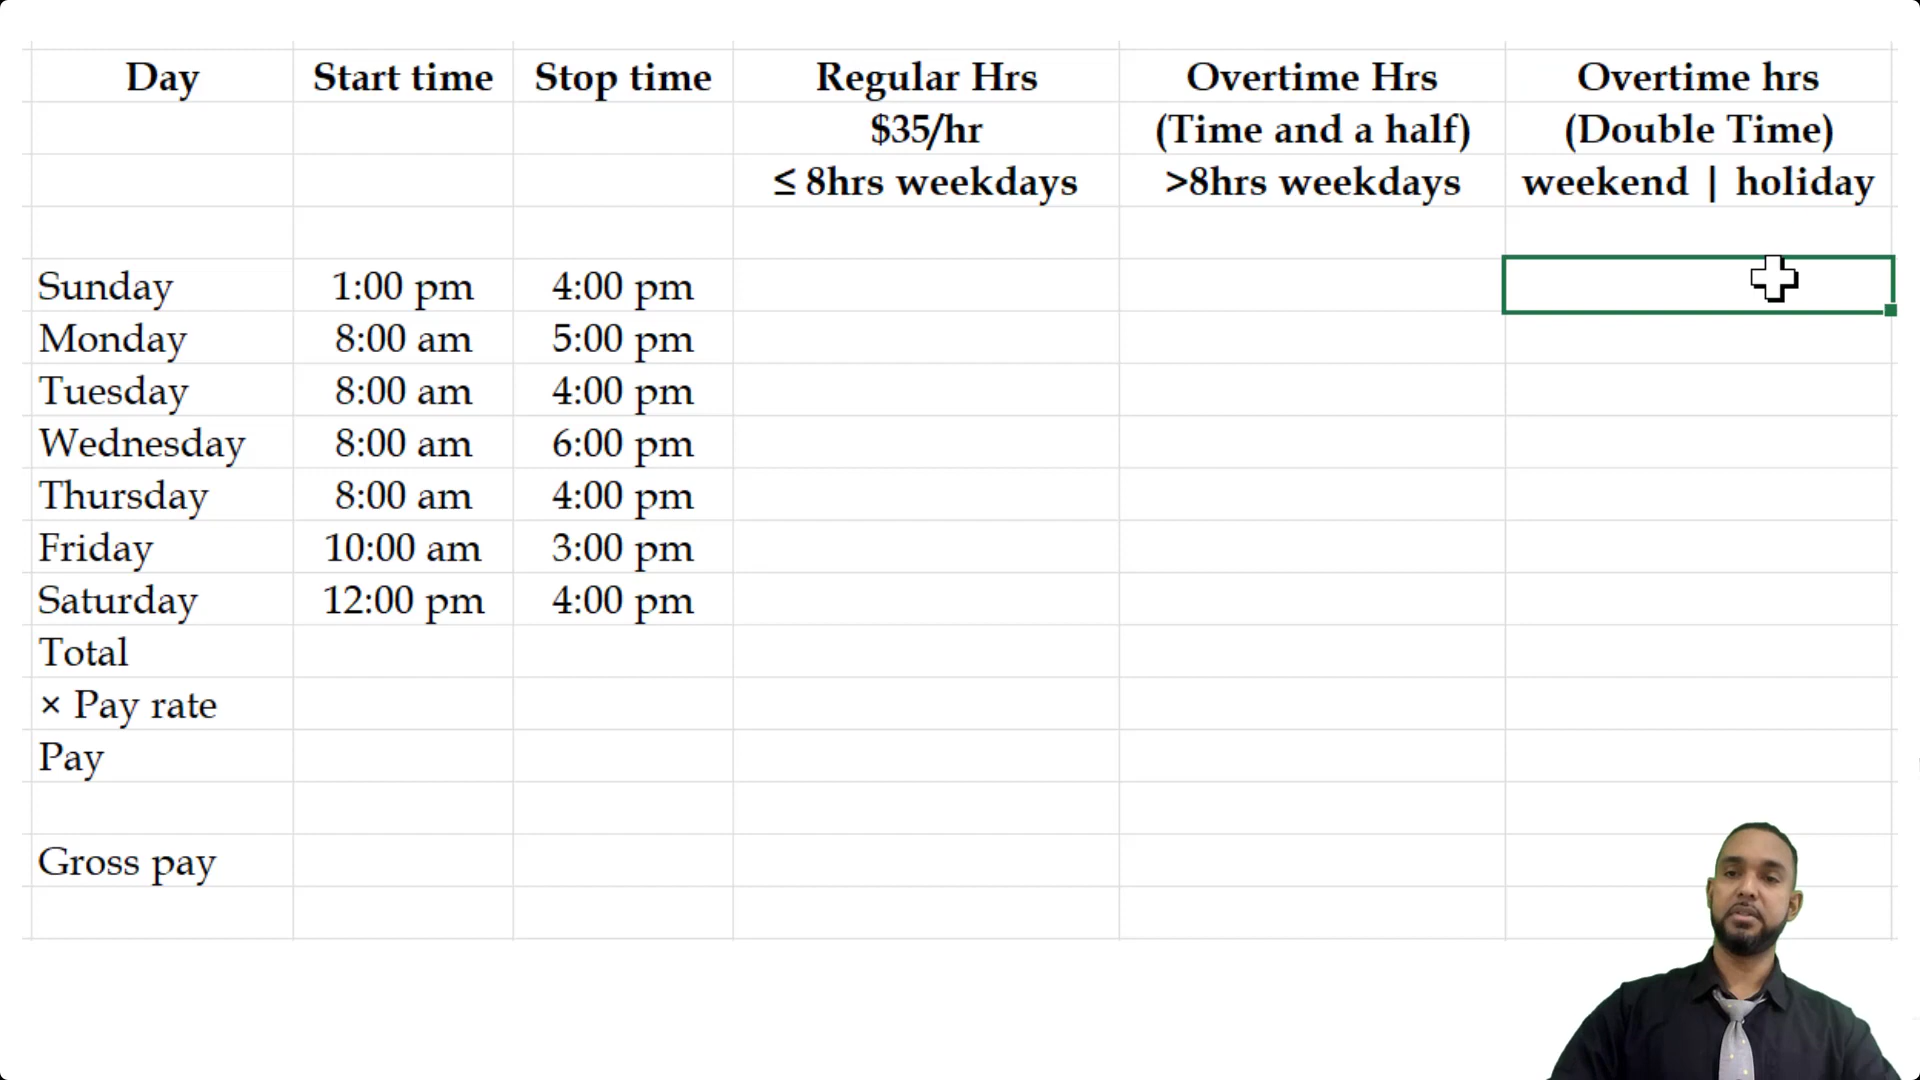 Day Start time Stop time Regular Hrs Overtime Hrs Overtime hrs
$35/hr (Time and a half) (Double Time)
≤ 8hrs weekdays >8hrs weekdays weekend | holiday
Sunday 1:00 pm 4:00 pm
Monday 8:00 am 5:00 pm
Tuesday 8:00 am 4:00 pm
Wednesday 8:00 am 6:00 pm
Thursday 8:00 am 4:00 pm
Friday 10:00 am 3:00 pm
Saturday 12:00 pm 4:00 pm
Total
× Pay rate
Pay
Gross pay